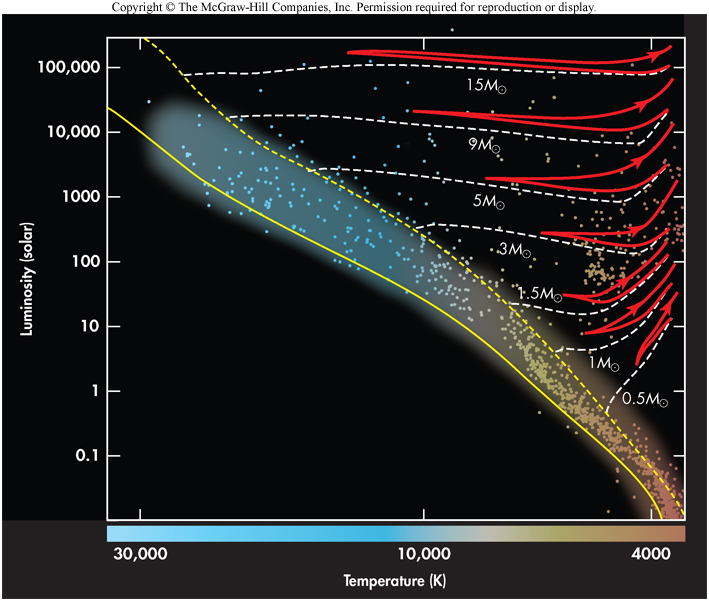 Copyright © The McGraw-Hill Companies, Inc. Permission required for reproduction or display.
100,000
10,000
1000
100
10
1
0.1
Luminosity (solar)
15M☉
9M☉
5M☉
3M☉
1.5M☉
1M☉
0.5M☉
30,000 10,000 4000
Temperature (K)